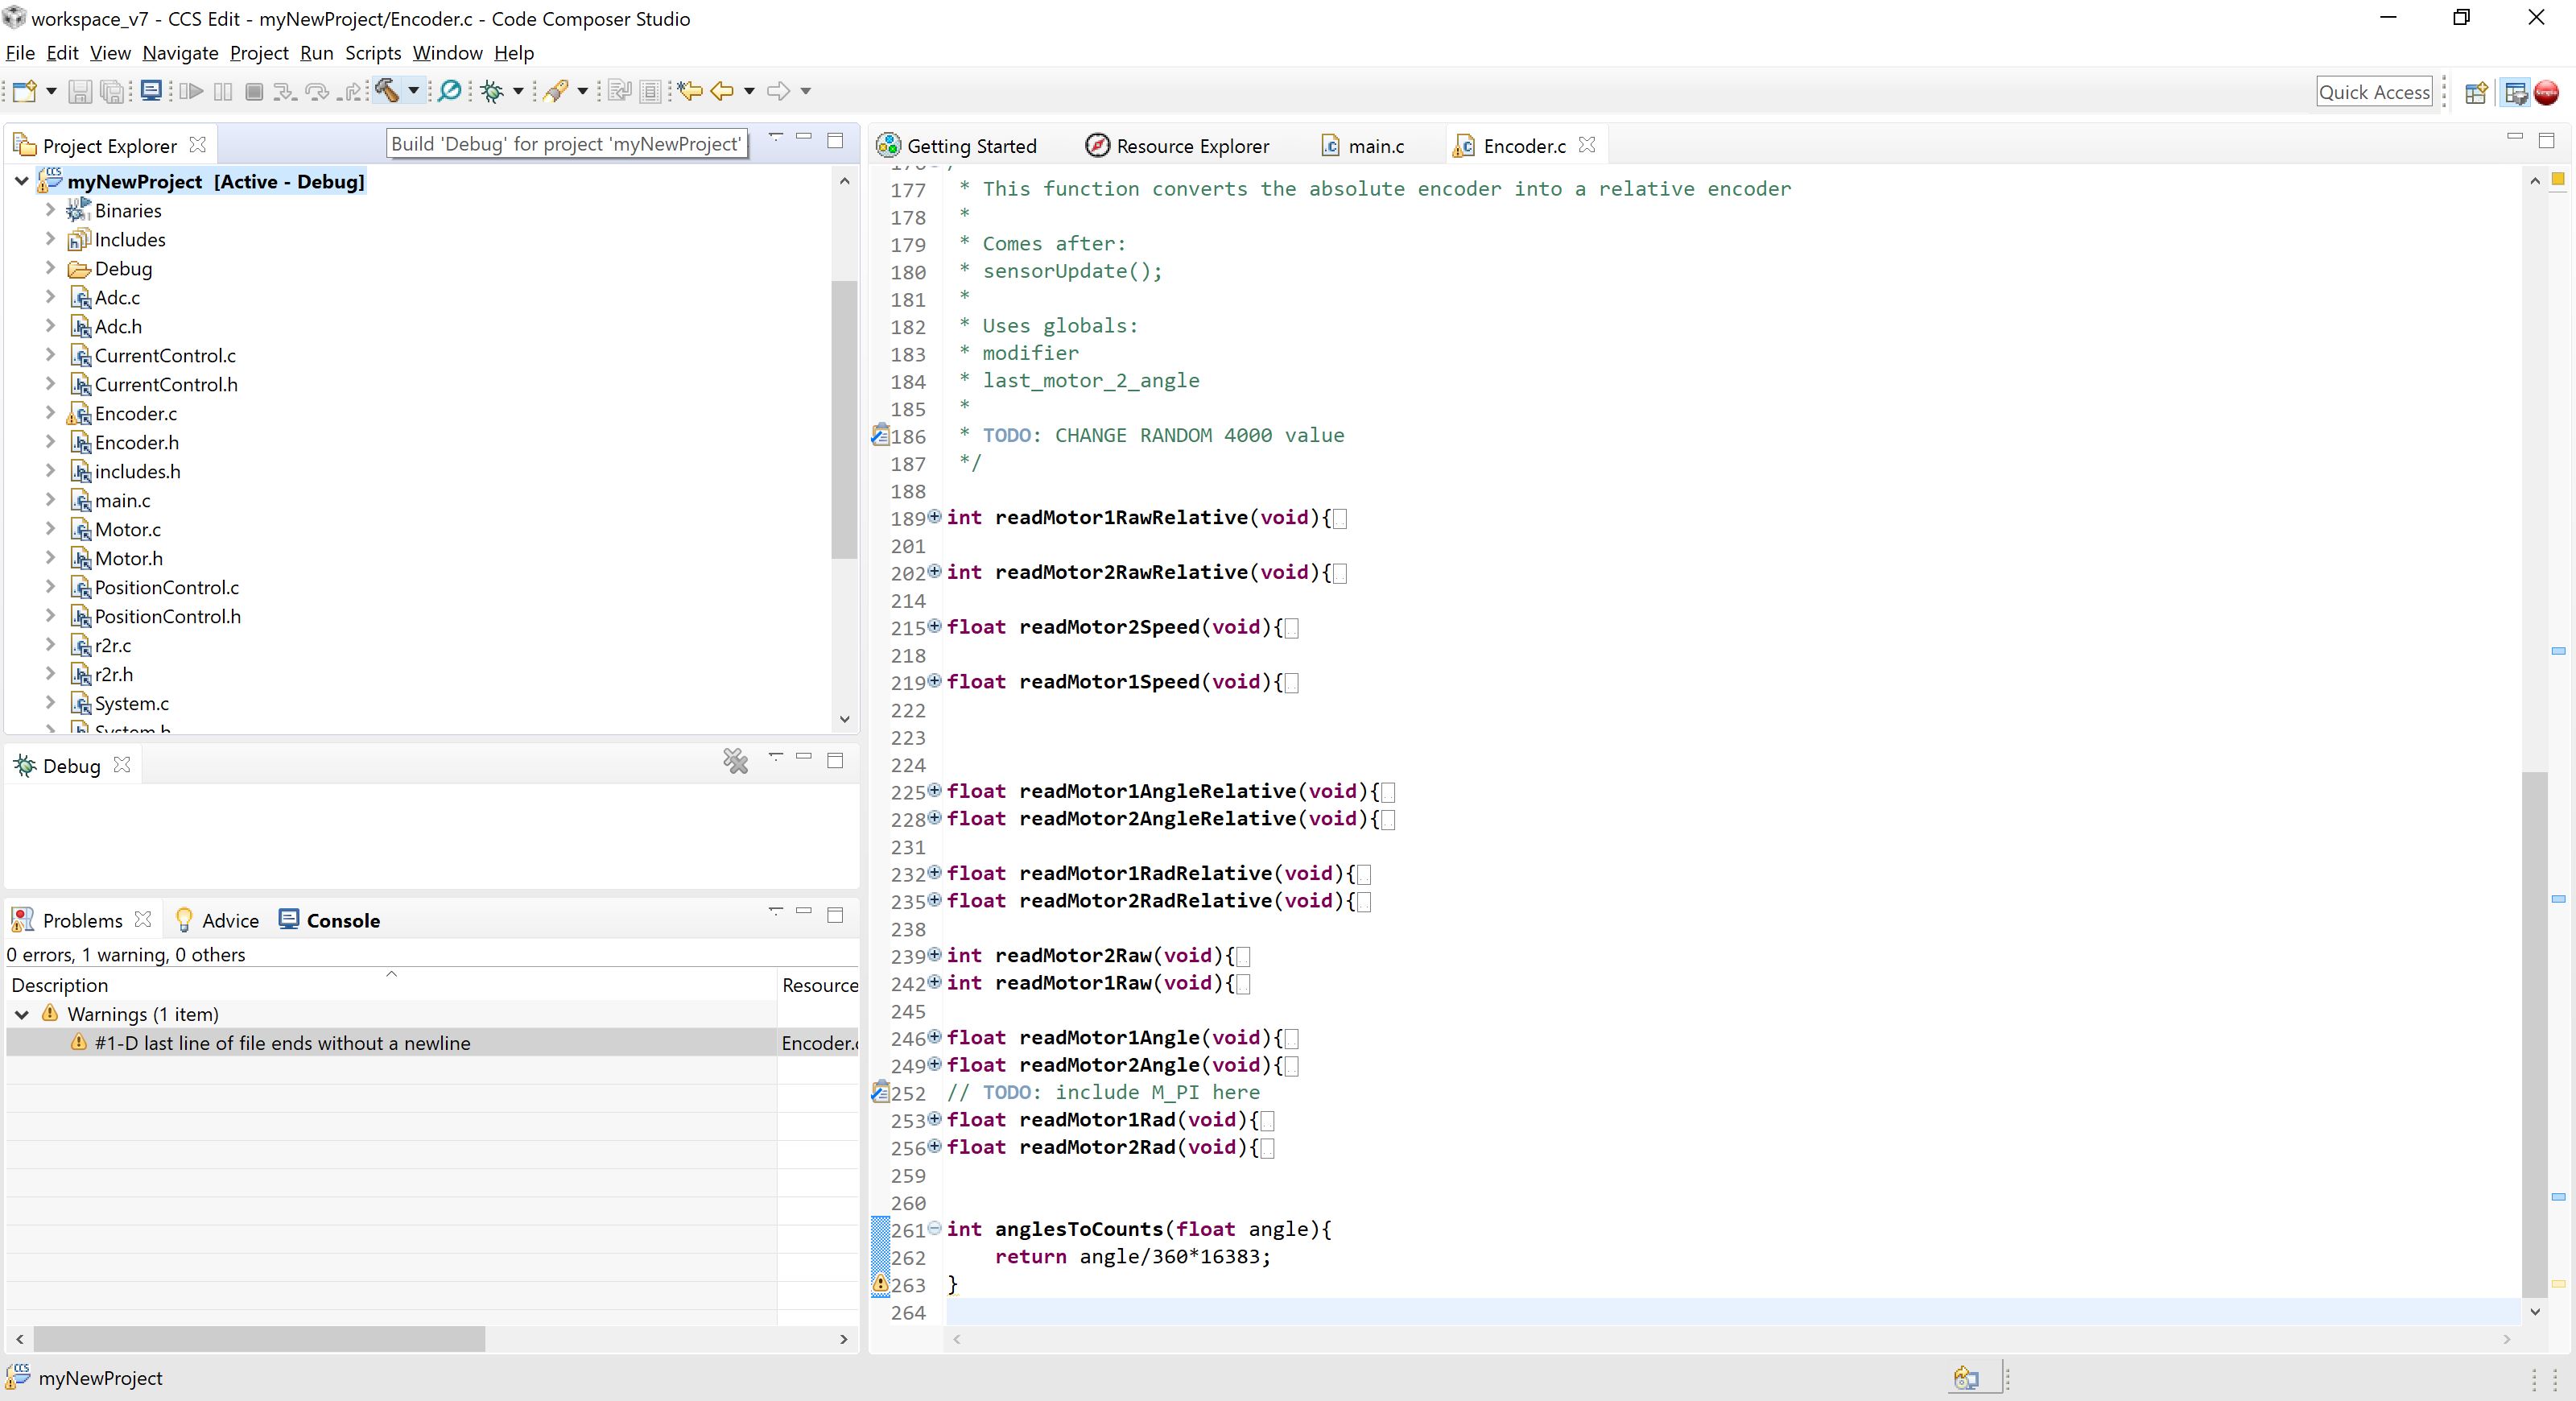 workspace_v7 - CCS Edit - myNewProject/Encoder.c - Code Composer Studio
File Edit View Navigate Project Run Scripts Window Help
Quick Access
Project Explorer
Build 'Debug' for project 'myNewProject'
myNewProject [Active - Debug]
Binaries
Includes
Debug
Adc.c
Adc.h
CurrentControl.c
CurrentControl.h
Encoder.c
Encoder.h
includes.h
main.c
Motor.c
Motor.h
PositionControl.c
PositionControl.h
r2r.c
r2r.h
System.c
System.h
Debug
Problems Advice Console
0 errors, 1 warning, 0 others
Description Resource
Warnings (1 item)
#1-D last line of file ends without a newline Encoder.c
Getting Started Resource Explorer main.c Encoder.c
177 * This function converts the absolute encoder into a relative encoder
178 *
179 * Comes after:
180 * sensorUpdate();
181 *
182 * Uses globals:
183 * modifier
184 * last_motor_2_angle
185 *
186 * TODO: CHANGE RANDOM 4000 value
187 */
188
189 int readMotor1RawRelative(void){
201
202 int readMotor2RawRelative(void){
214
215 float readMotor2Speed(void){
218
219 float readMotor1Speed(void){
222
223
224
225 float readMotor1AngleRelative(void){
228 float readMotor2AngleRelative(void){
231
232 float readMotor1RadRelative(void){
235 float readMotor2RadRelative(void){
238
239 int readMotor2Raw(void){
242 int readMotor1Raw(void){
245
246 float readMotor1Angle(void){
249 float readMotor2Angle(void){
252 // TODO: include M_PI here
253 float readMotor1Rad(void){
256 float readMotor2Rad(void){
259
260
261 int anglesToCounts(float angle){
262 return angle/360*16383;
263 }
264
myNewProject